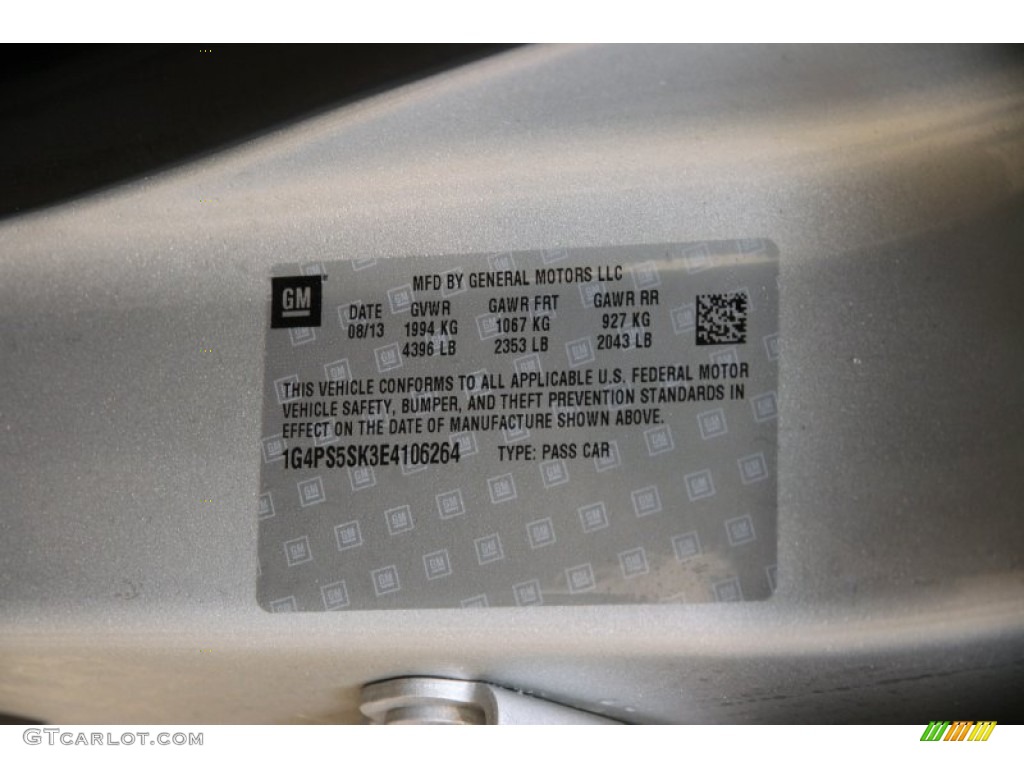 GM
MFD BY GENERAL MOTORS LLC
DATE GVWR GAWR FRT GAWR RR
08/13 1994 KG 1067 KG 927 KG
4396 LB 2353 LB 2043 LB
THIS VEHICLE CONFORMS TO ALL APPLICABLE U.S. FEDERAL MOTOR
VEHICLE SAFETY, BUMPER, AND THEFT PREVENTION STANDARDS IN
EFFECT ON THE DATE OF MANUFACTURE SHOWN ABOVE.
1G4PS5SK3E4106264 TYPE: PASS CAR
GTCarlot.com